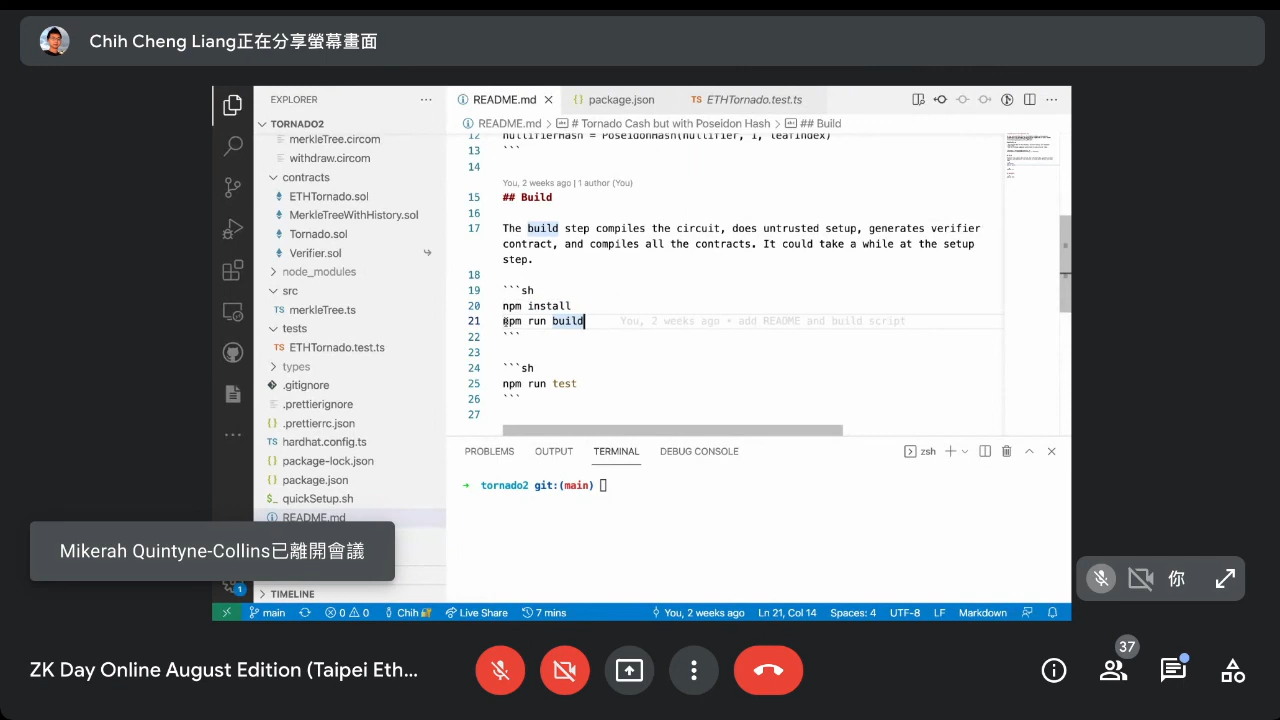 Chih Cheng Liang正在分享螢幕畫面
EXPLORER
TORNADO2
merkleTree.circom
withdraw.circom
contracts
ETHTornado.sol
MerkleTreeWithHistory.sol
Tornado.sol
Verifier.sol
node_modules
src
TS merkleTree.ts
tests
TS ETHTornado.test.ts
types
.gitignore
.prettierignore
{} .prettierrc.json
TS hardhat.config.ts
{} package-lock.json
{} package.json
$_ quickSetup.sh
README.md
TIMELINE
README.md
{} package.json
TS ETHTornado.test.ts
README.md > # Tornado Cash but with Poseidon Hash > ## Build
12 nullifierHash = PoseidonHash(nullifier, 1, leafIndex)
13 ```
14
You, 2 weeks ago | 1 author (You)
15 ## Build
16
17 The build step compiles the circuit, does untrusted setup, generates verifier
contract, and compiles all the contracts. It could take a while at the setup
step.
18
19 ```sh
20 npm install
21 npm run build You, 2 weeks ago • add README and build script
22 ```
23
24 ```sh
25 npm run test
26 ```
27
PROBLEMS OUTPUT TERMINAL DEBUG CONSOLE
zsh
→ tornado2 git:(main)
Mikerah Quintyne-Collins已離開會議
你
1
main 0 0 Chih Live Share 7 mins You, 2 weeks ago Ln 21, Col 14 Spaces: 4 UTF-8 LF Markdown
ZK Day Online August Edition (Taipei Eth...
37